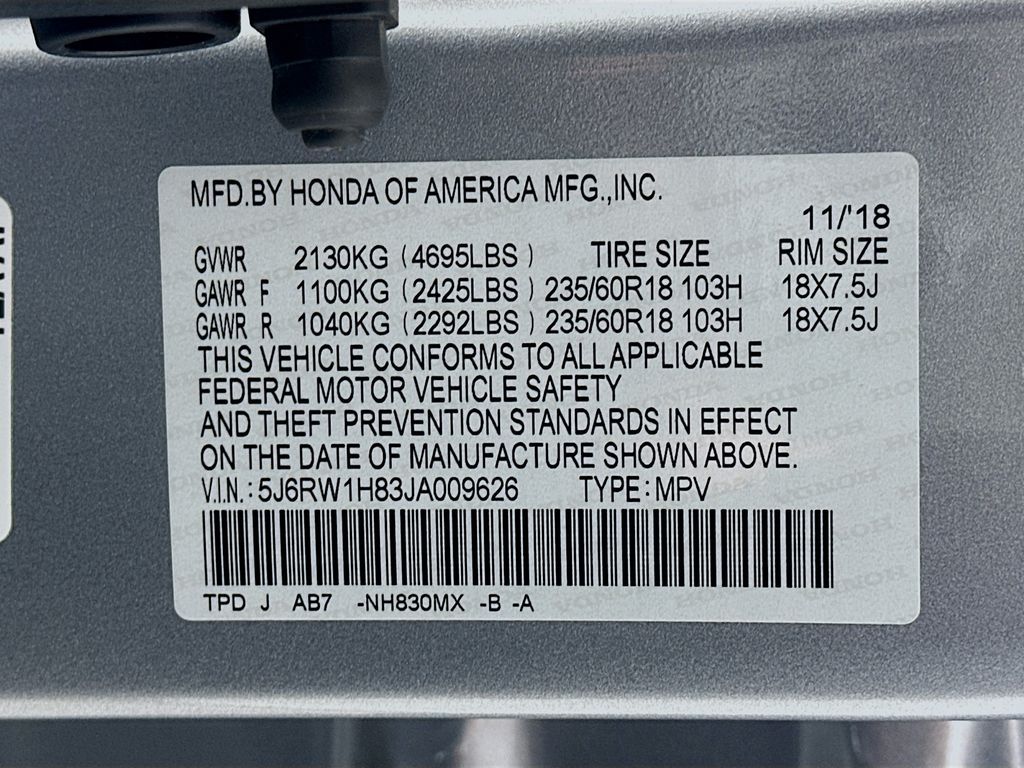 MFD.BY HONDA OF AMERICA MFG.,INC.
11/'18
GVWR 2130KG (4695LBS) TIRE SIZE RIM SIZE
GAWR F 1100KG (2425LBS) 235/60R18 103H 18X7.5J
GAWR R 1040KG (2292LBS) 235/60R18 103H 18X7.5J
THIS VEHICLE CONFORMS TO ALL APPLICABLE
FEDERAL MOTOR VEHICLE SAFETY
AND THEFT PREVENTION STANDARDS IN EFFECT
ON THE DATE OF MANUFACTURE SHOWN ABOVE.
V.I.N.: 5J6RW1H83JA009626 TYPE: MPV
TPD J AB7 -NH830MX -B -A